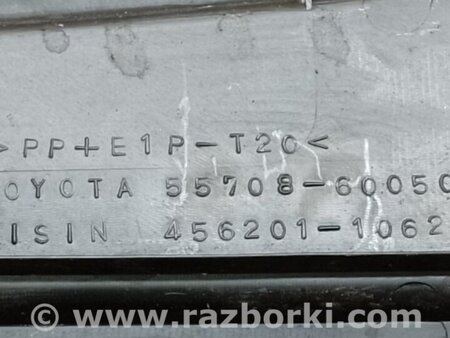 >PP+E1P-T20<
OYOTA 55708-60050
ISIN 456201-1062
© www.razborki.com